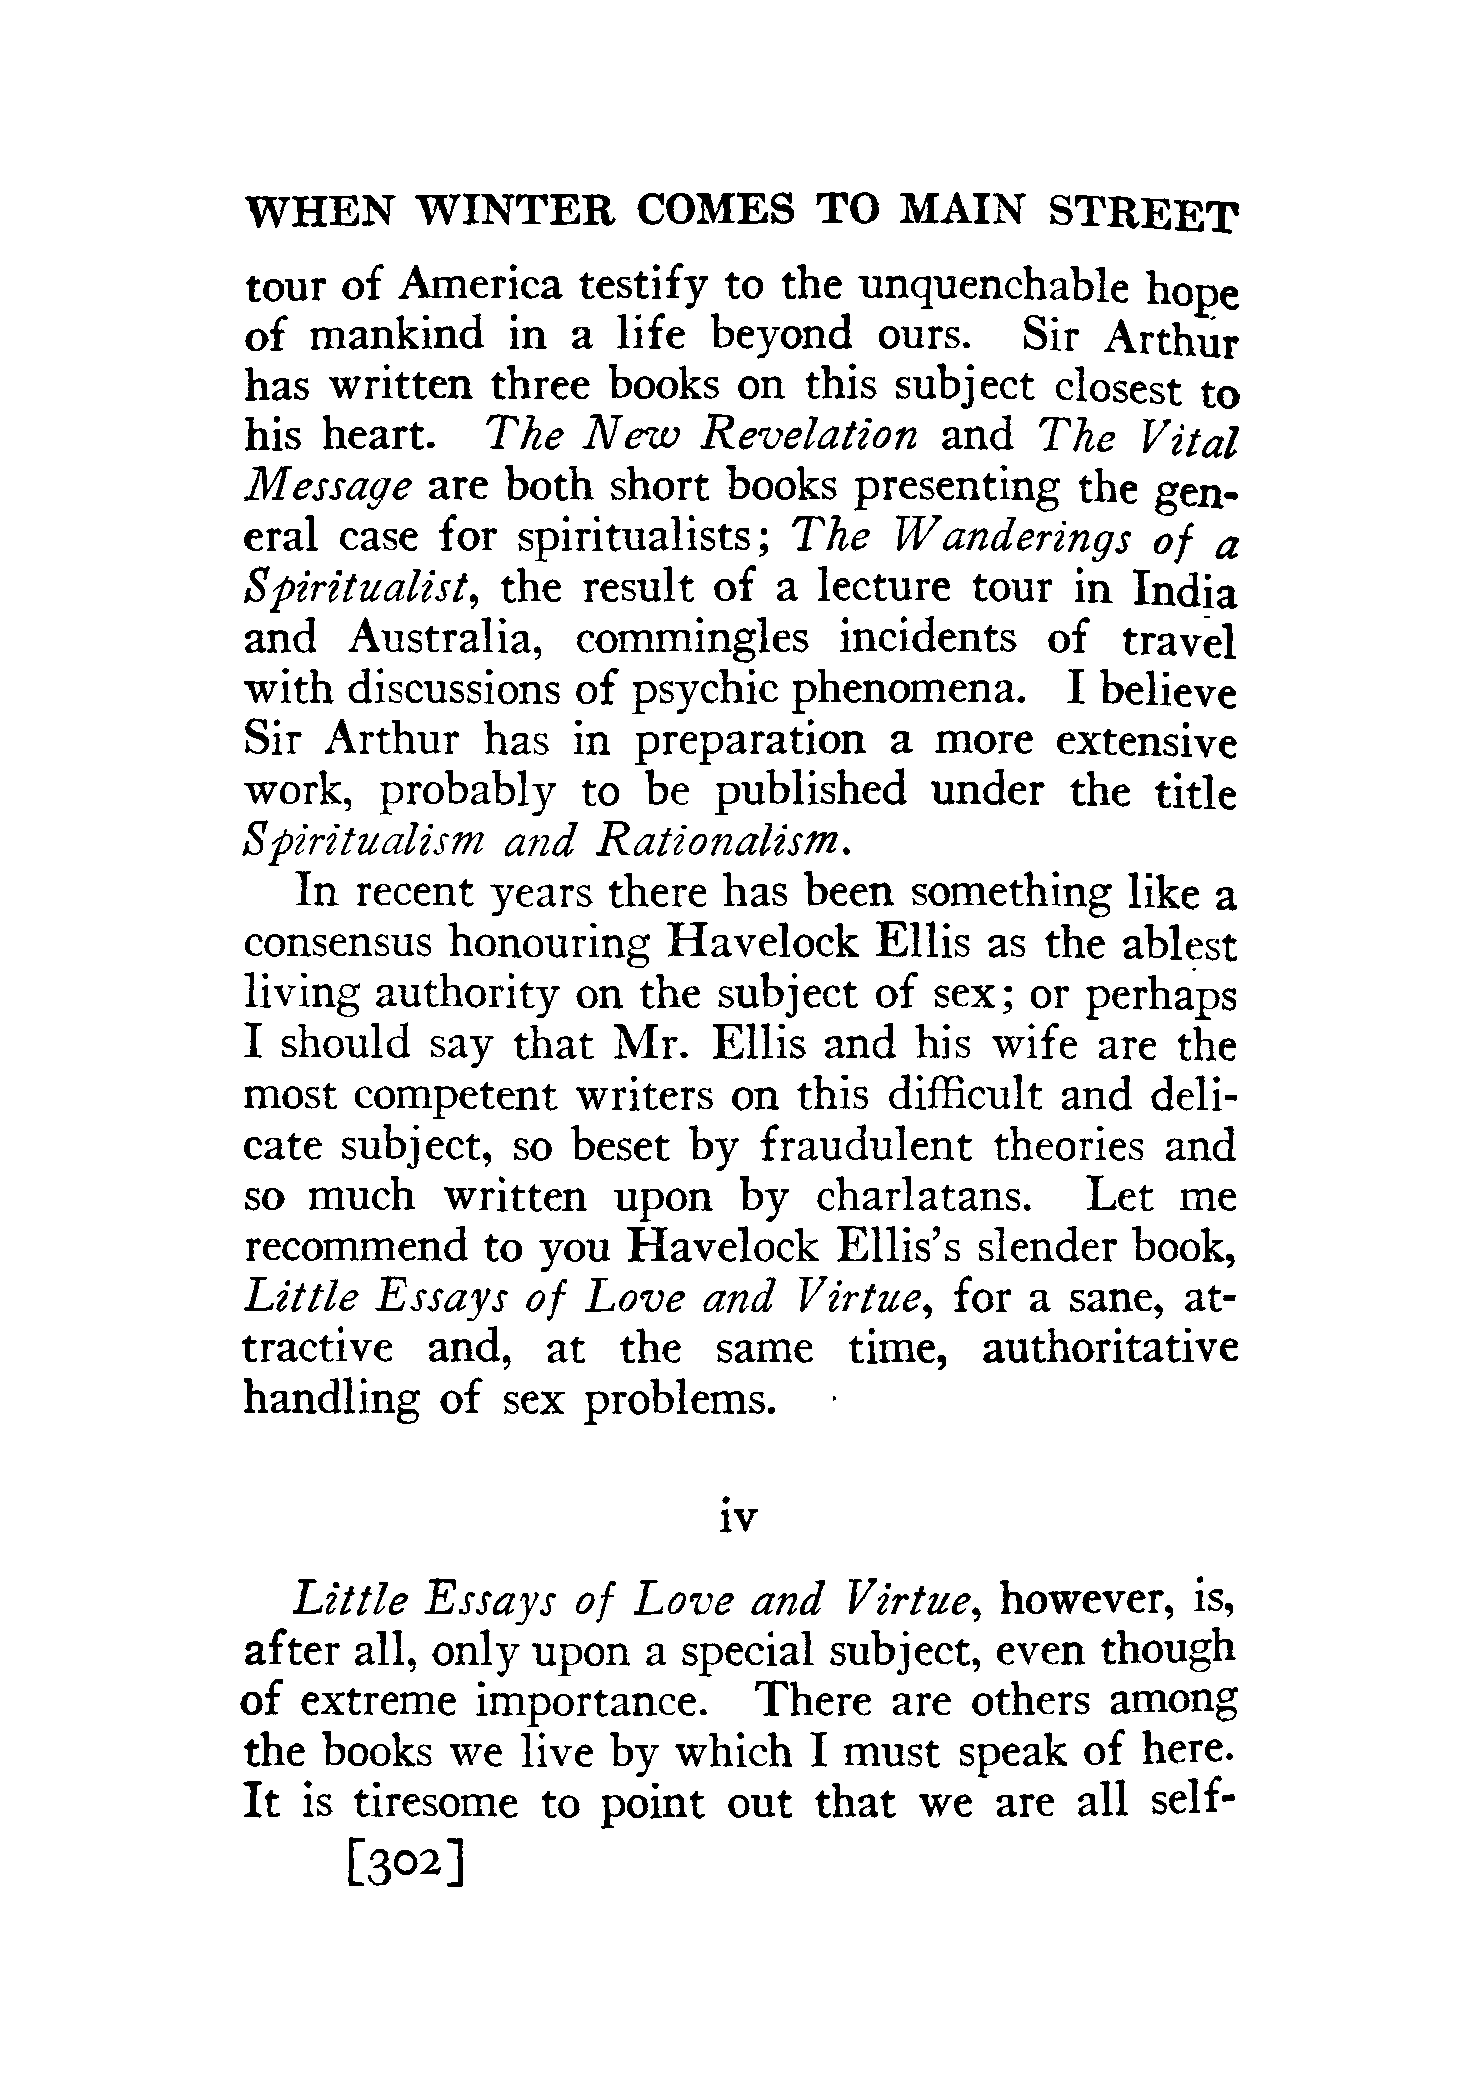 WHEN WINTER COMES TO MAIN STREET
tour of America testify to the unquenchable hope
of mankind in a life beyond ours. Sir Arthur
has written three books on this subject closest to
his heart. The New Revelation and The Vital
Message are both short books presenting the gen-
eral case for spiritualists; The Wanderings of a
Spiritualist, the result of a lecture tour in India
and Australia, commingles incidents of travel
with discussions of psychic phenomena. I believe
Sir Arthur has in preparation a more extensive
work, probably to be published under the title
Spiritualism and Rationalism.
In recent years there has been something like a
consensus honouring Havelock Ellis as the ablest
living authority on the subject of sex; or perhaps
I should say that Mr. Ellis and his wife are the
most competent writers on this difficult and deli-
cate subject, so beset by fraudulent theories and
so much written upon by charlatans. Let me
recommend to you Havelock Ellis's slender book,
Little Essays of Love and Virtue, for a sane, at-
tractive and, at the same time, authoritative
handling of sex problems.
iv
Little Essays of Love and Virtue, however, is,
after all, only upon a special subject, even though
of extreme importance. There are others among
the books we live by which I must speak of here.
It is tiresome to point out that we are all self-
[302]